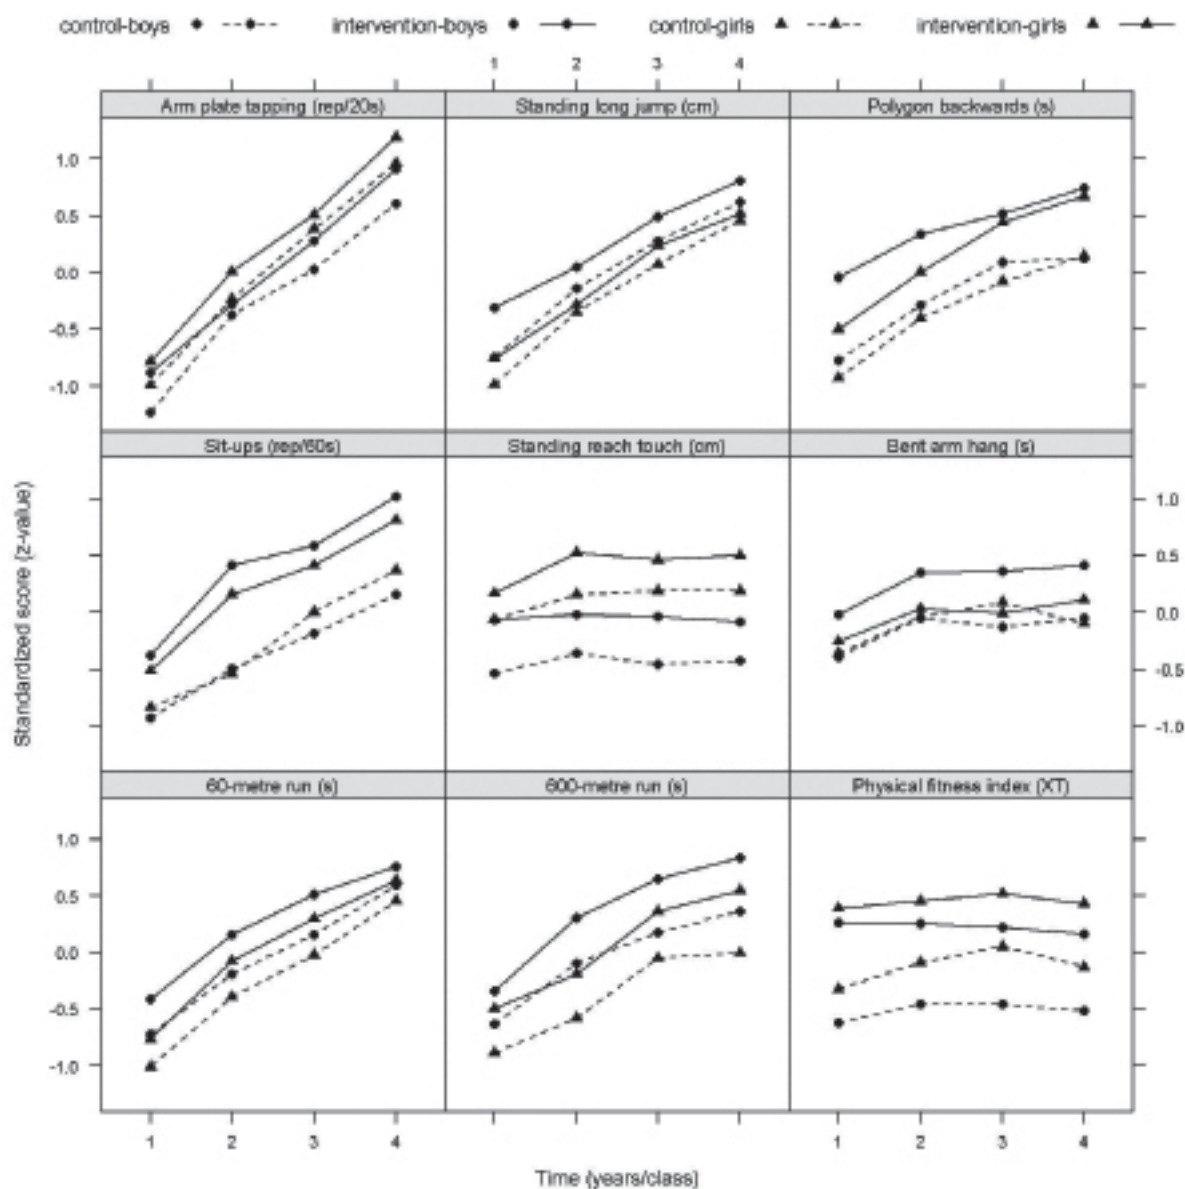 control-boys intervention-boys control-girls intervention-girls
1 2 3 4
Arm plate tapping (rep/20s) Standing long jump (cm) Polygon backwards (s)
1.0
0.5
0.0
-0.5
-1.0
Sit-ups (rep/60s) Standing reach touch (cm) Bent arm hang (s)
1.0
0.5
0.0
-0.5
-1.0
Standardized score (z-value)
60-metre run (s) 600-metre run (s) Physical fitness index (XT)
1.0
0.5
0.0
-0.5
-1.0
1 2 3 4 1 2 3 4
Time (years/class)